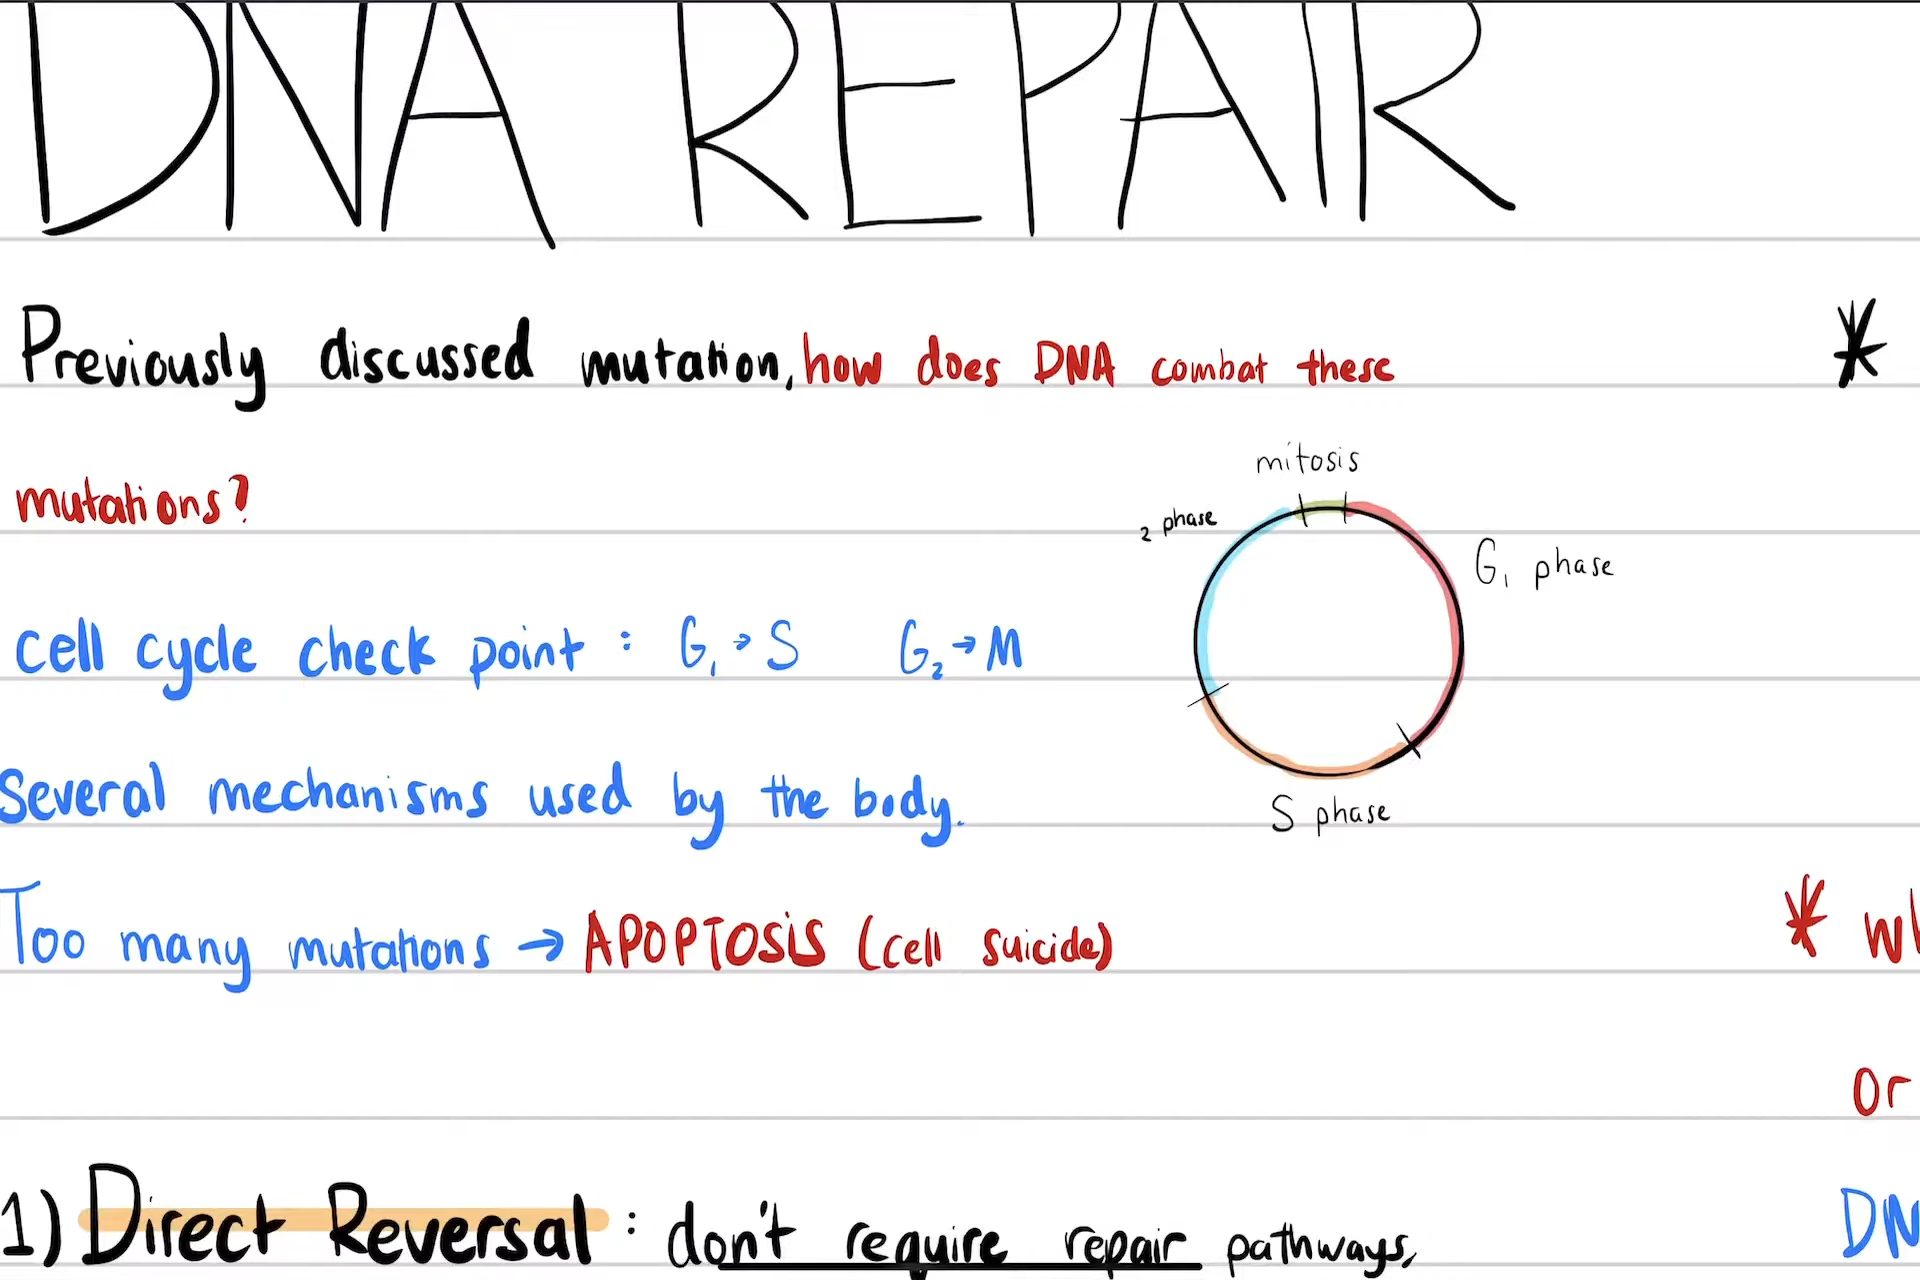 DNA REPAIR
Previously discussed mutation, how does DNA combat these
*
mutations?
mitosis
2 phase
G₁ phase
cell cycle check point : G₁→S G₂→M
Several mechanisms used by the body.
S phase
Too many mutations → APOPTOSIS (cell suicide)
*
or
1) Direct Reversal : don't require repair pathways,
DN